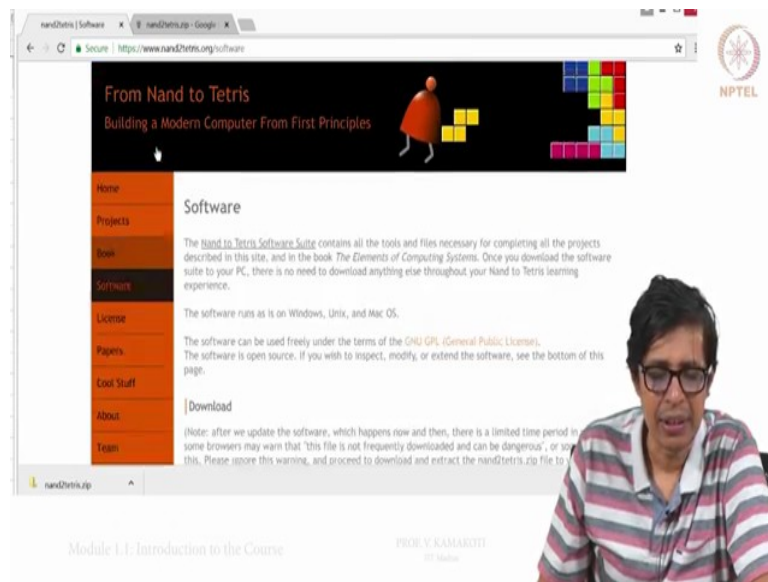 nand2tetris | Software
nand2tetris.zip - Google
Secure | https://www.nand2tetris.org/software
NPTEL
From Nand to Tetris
Building a Modern Computer From First Principles
Home
Projects
Book
Software
License
Papers
Cool Stuff
About
Team
Software
The Nand to Tetris Software Suite contains all the tools and files necessary for completing all the projects
described in this site, and in the book The Elements of Computing Systems. Once you download the software
suite to your PC, there is no need to download anything else throughout your Nand to Tetris learning
experience.
The software runs as is on Windows, Unix, and Mac OS.
The software can be used freely under the terms of the GNU GPL (General Public License).
The software is open source. If you wish to inspect, modify, or extend the software, see the bottom of this
page.
Download
(Note: after we update the software, which happens now and then, there is a limited time period in
some browsers may warn that "this file is not frequently downloaded and can be dangerous", or
this. Please ignore this warning, and proceed to download and extract the nand2tetris.zip file to
nand2tetris.zip
Module 1.1: Introduction to the Course
PROF. V. KAMAKOTI
IIT Madras